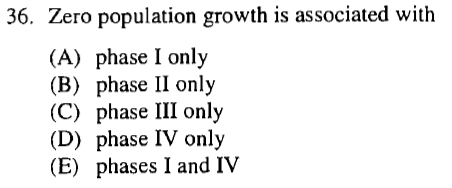 36. Zero population growth is associated with
(A) phase I only
(B) phase II only
(C) phase III only
(D) phase IV only
(E) phases I and IV